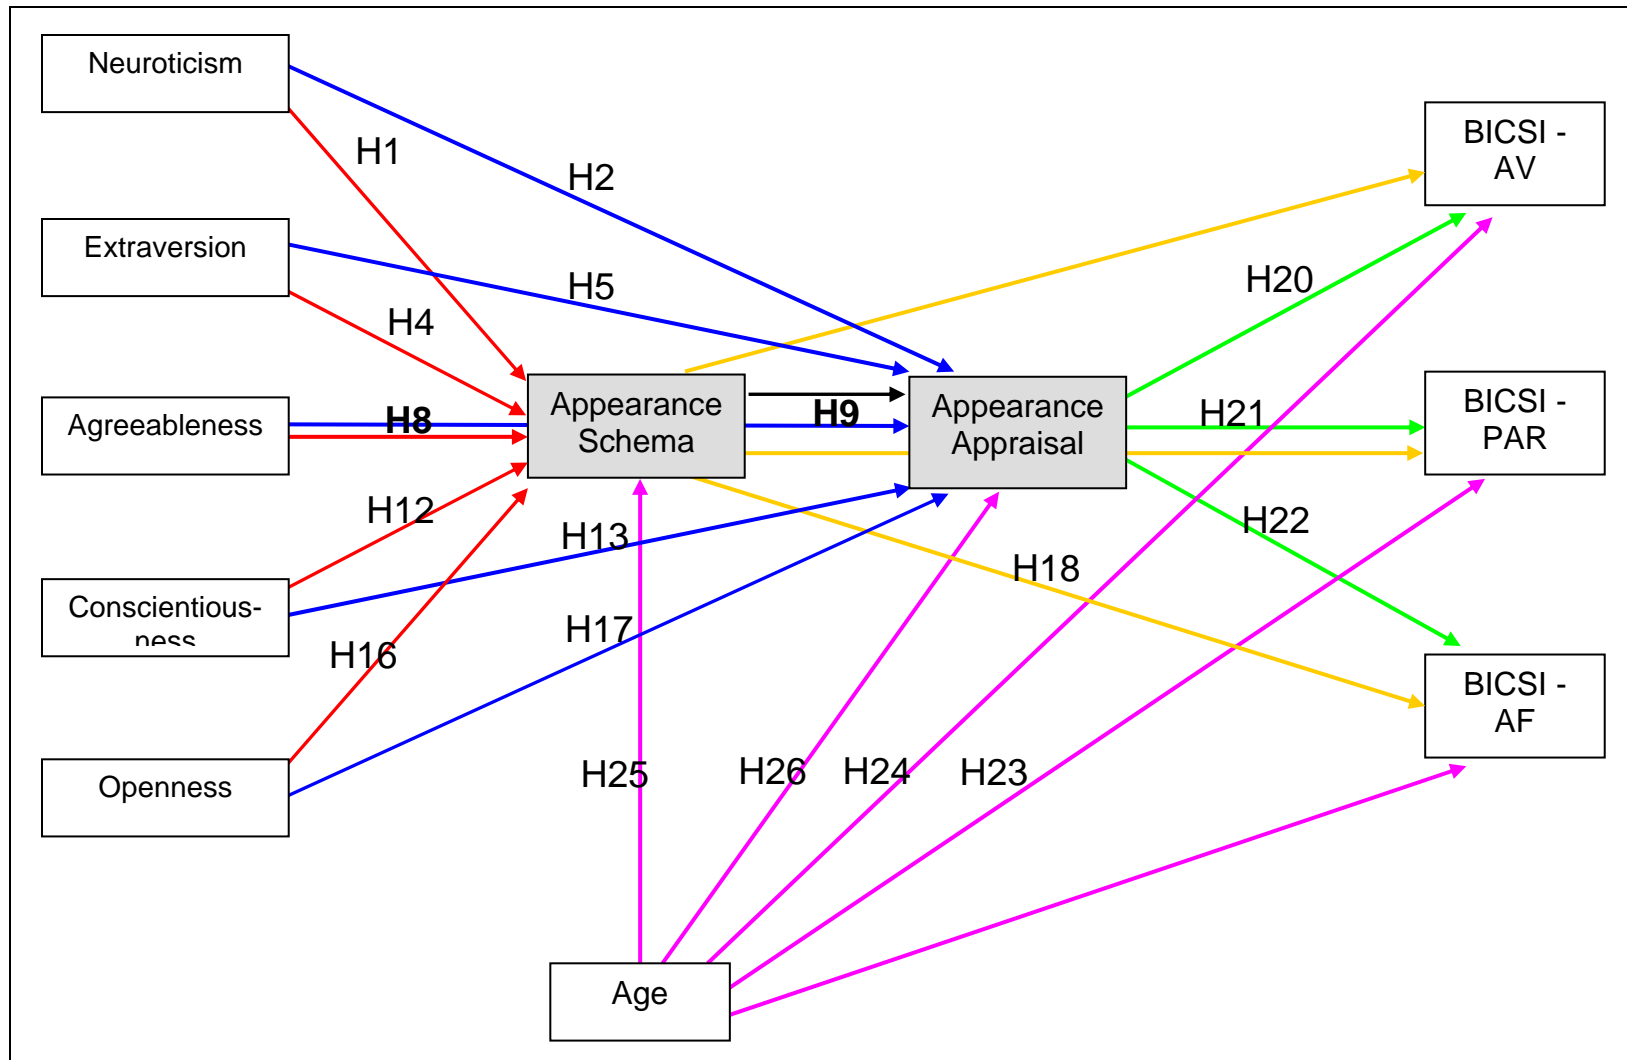 Neuroticism
BICSI -
AV
H1
H2
Extraversion
H5
H20
H4
Appearance
Schema
Appearance
Appraisal
BICSI -
PAR
Agreeableness
H8
H9
H21
H12
H13
H22
H18
Conscientious-
ness
H17
H16
BICSI -
AF
Openness
H25
H26
H24
H23
Age